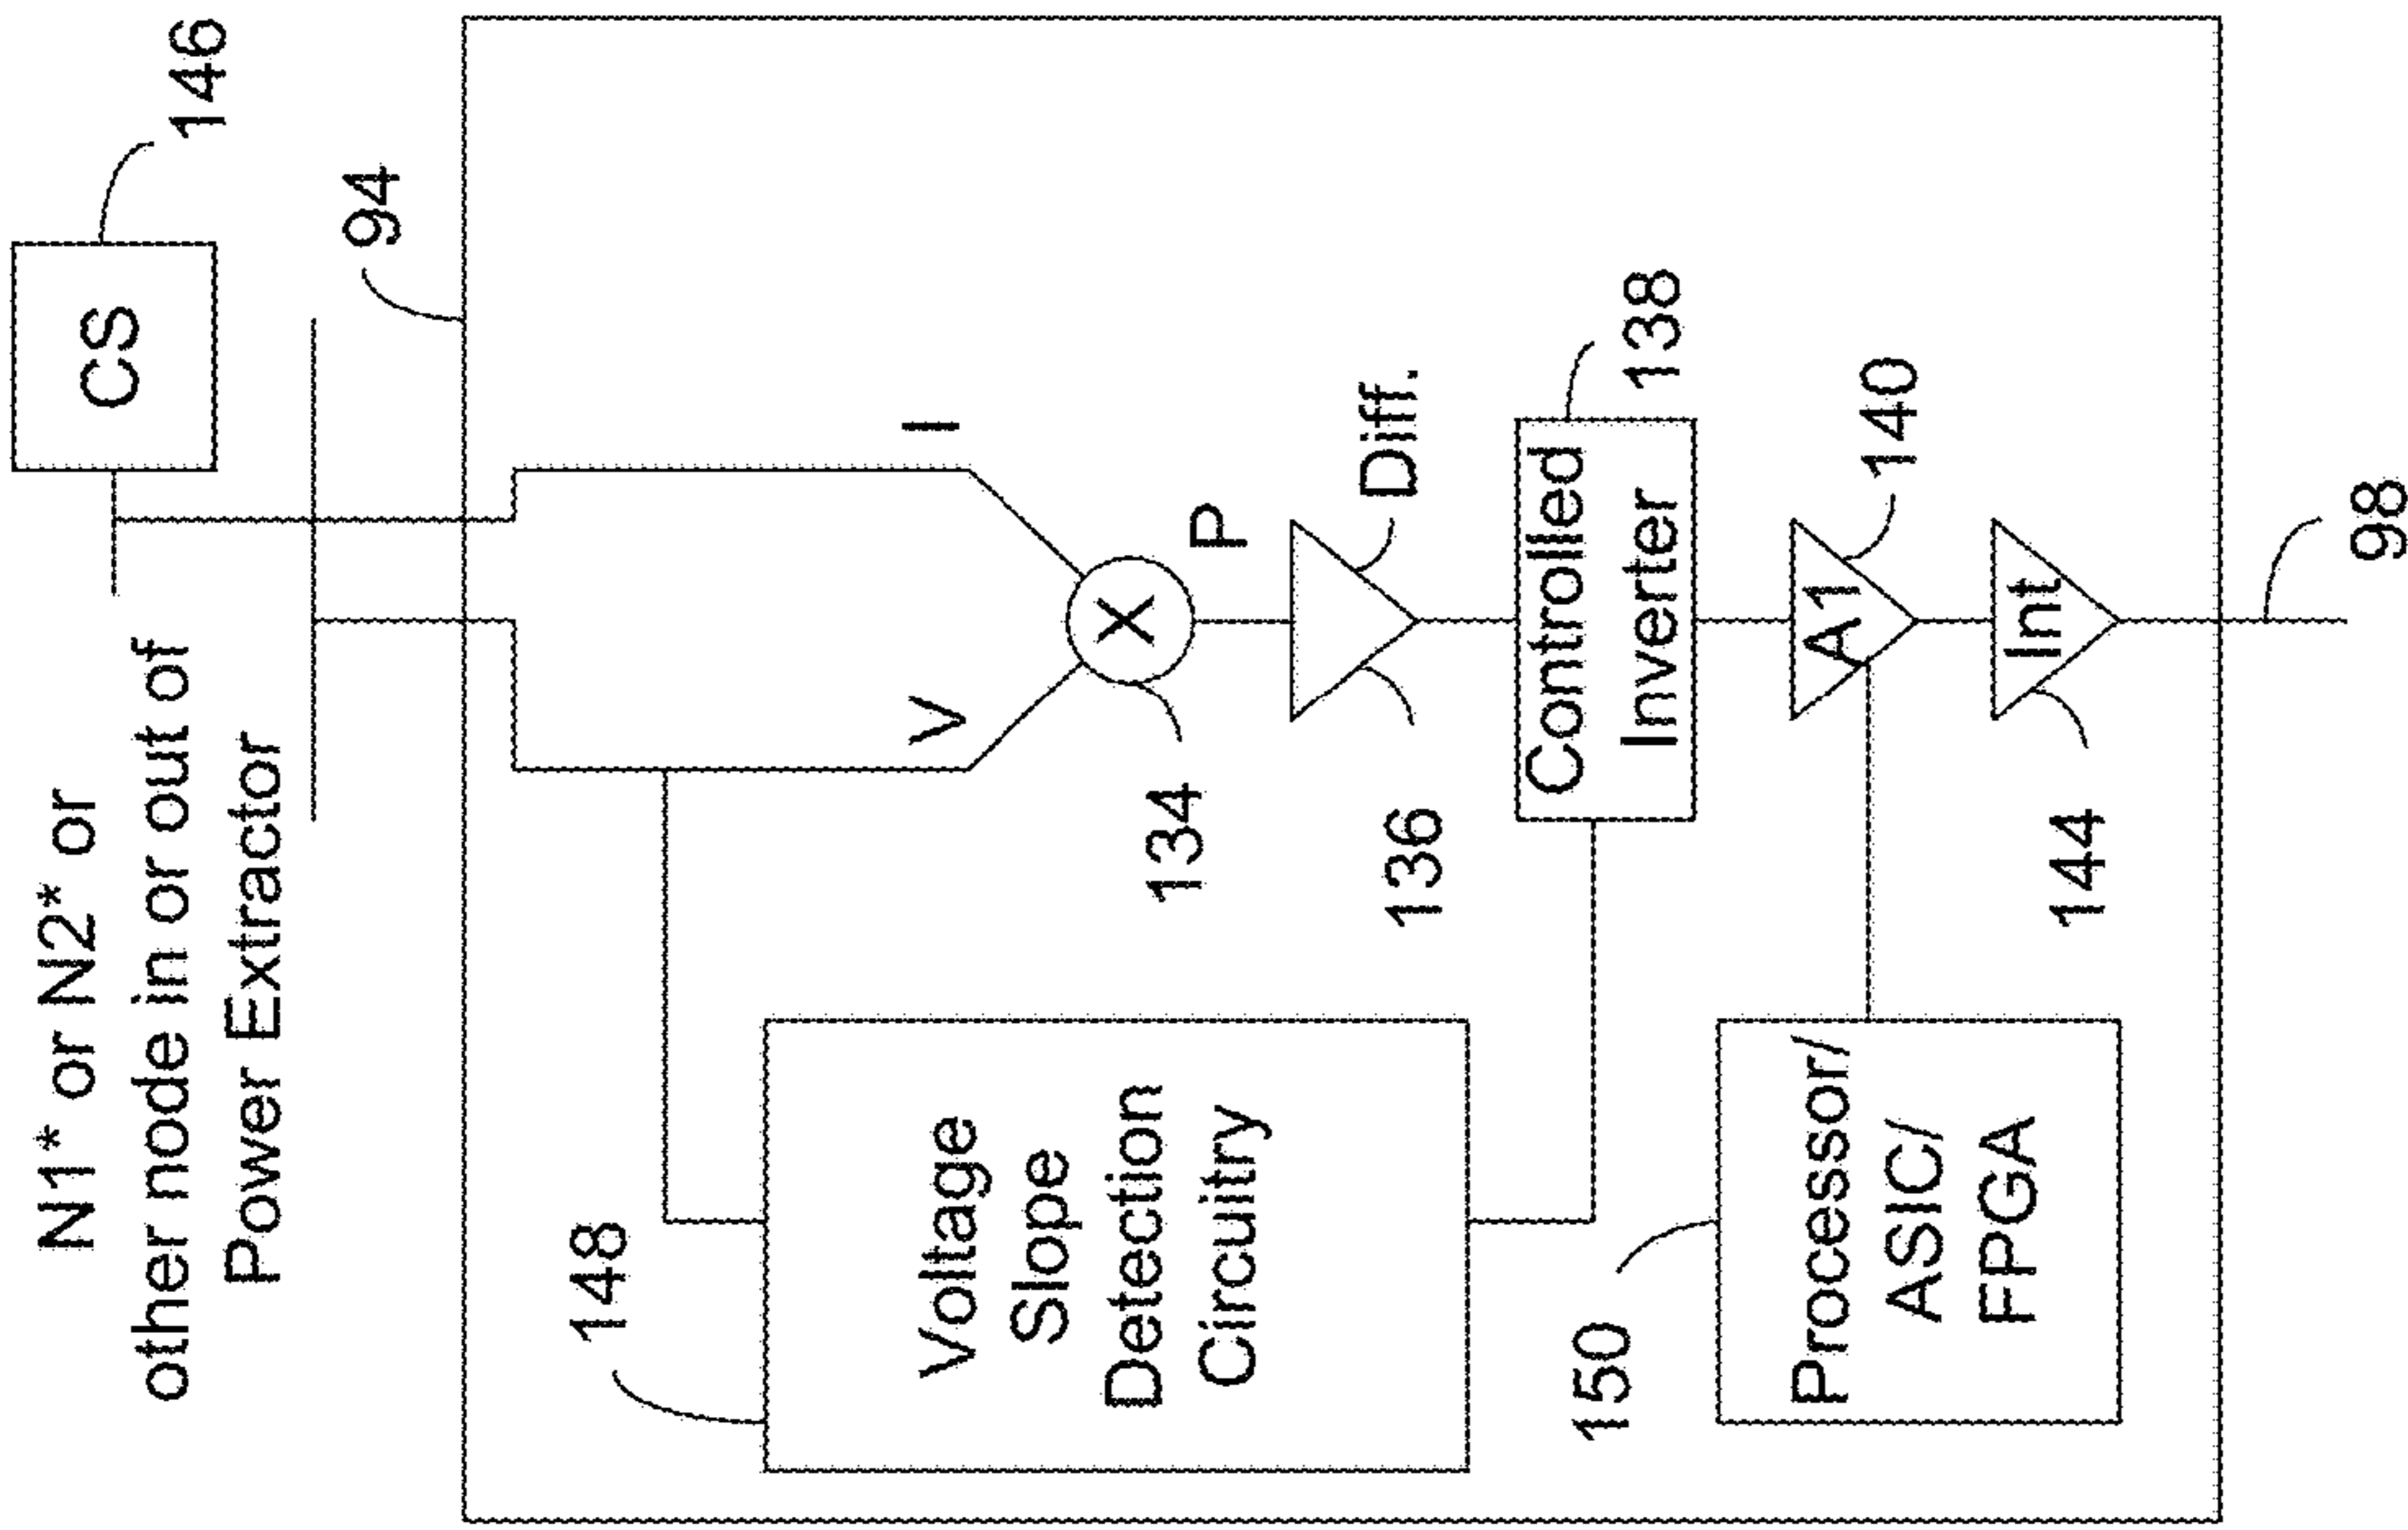 N1* or N2* or
other node in or out of
Power Extractor
CS
146
94
148
Voltage
Slope
Detection
Circuitry
V
I
X
134
P
136
Diff.
Controlled
Inverter
138
150
Processor/
ASIC/
FPGA
A1
140
Int
144
98